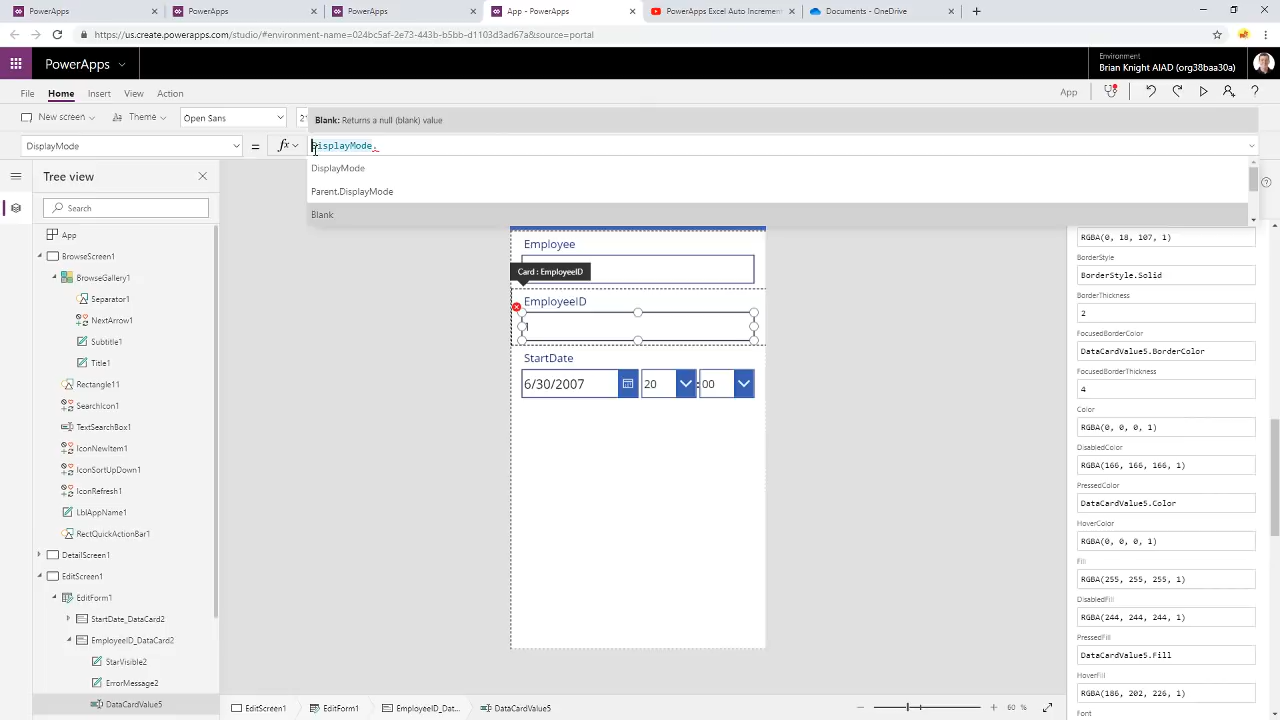 PowerApps
PowerApps
PowerApps
App - PowerApps
PowerApps Excel Auto Increment
Documents - OneDrive
https://us.create.powerapps.com/studio/#environment-name=024cbc5af-2e73-443b-b5bb-d1103d3ad67a&source=portal
PowerApps
Environment
Brian Knight AIAD (org38baa30a)
File
Home
Insert
View
Action
App
New screen
Theme
Open Sans
Blank: Returns a null (blank) value
DisplayMode
=
fx
DisplayMode.
DisplayMode
Parent.DisplayMode
Blank
Tree view
Search
App
BrowseScreen1
BrowseGallery1
Separator1
NextArrow1
Subtitle1
Title1
Rectangle11
SearchIcon1
TextSearchBox1
IconNewItem1
IconSortUpDown1
IconRefresh1
LblAppName1
RectQuickActionBar1
DetailScreen1
EditScreen1
EditForm1
StartDate_DataCard2
EmployeeID_DataCard2
StarVisible2
ErrorMessage2
DataCardValue5
Employee
Card : EmployeeID
EmployeeID
1
StartDate
6/30/2007
20
:
00
RGBA(0, 18, 107, 1)
BorderStyle
BorderStyle.Solid
BorderThickness
2
FocusedBorderColor
DataCardValue5.BorderColor
FocusedBorderThickness
4
Color
RGBA(0, 0, 0, 1)
DisabledColor
RGBA(166, 166, 166, 1)
PressedColor
DataCardValue5.Color
HoverColor
RGBA(0, 0, 0, 1)
Fill
RGBA(255, 255, 255, 1)
DisabledFill
RGBA(244, 244, 244, 1)
PressedFill
DataCardValue5.Fill
HoverFill
RGBA(186, 202, 226, 1)
Font
EditScreen1
EditForm1
EmployeeID_Dat...
DataCardValue5
60 %